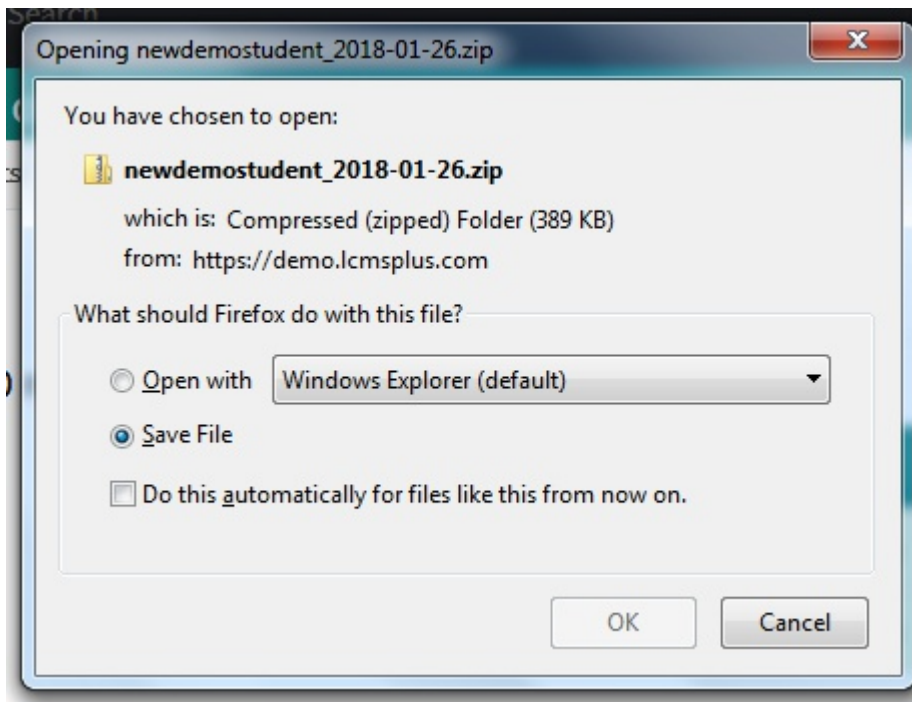 Search
Opening newdemostudent_2018-01-26.zip
You have chosen to open:
newdemostudent_2018-01-26.zip
which is: Compressed (zipped) Folder (389 KB)
from: https://demo.lcmsplus.com
What should Firefox do with this file?
Open with Windows Explorer (default)
Save File
Do this automatically for files like this from now on.
OK Cancel